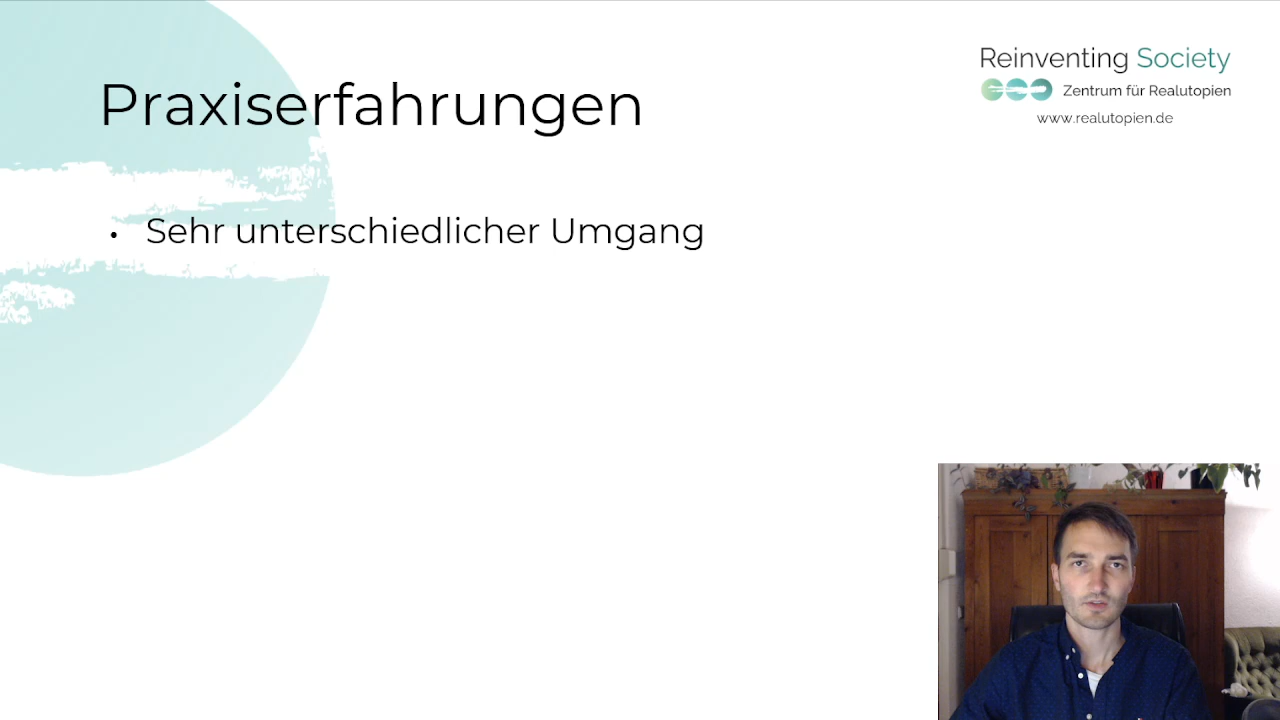 Praxiserfahrungen
Reinventing Society
Zentrum für Realutopien
www.realutopien.de
• Sehr unterschiedlicher Umgang